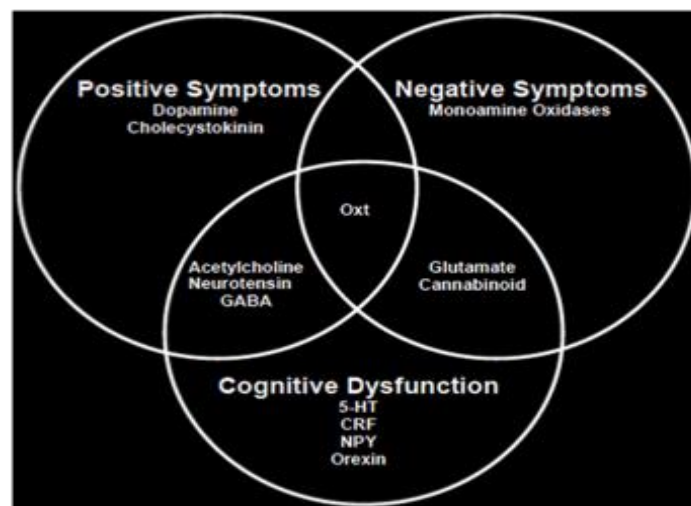 Positive Symptoms
Dopamine
Cholecystokinin
Negative Symptoms
Monoamine Oxidases
Oxt
Acetylcholine
Neurotensin
GABA
Glutamate
Cannabinoid
Cognitive Dysfunction
5-HT
CRF
NPY
Orexin